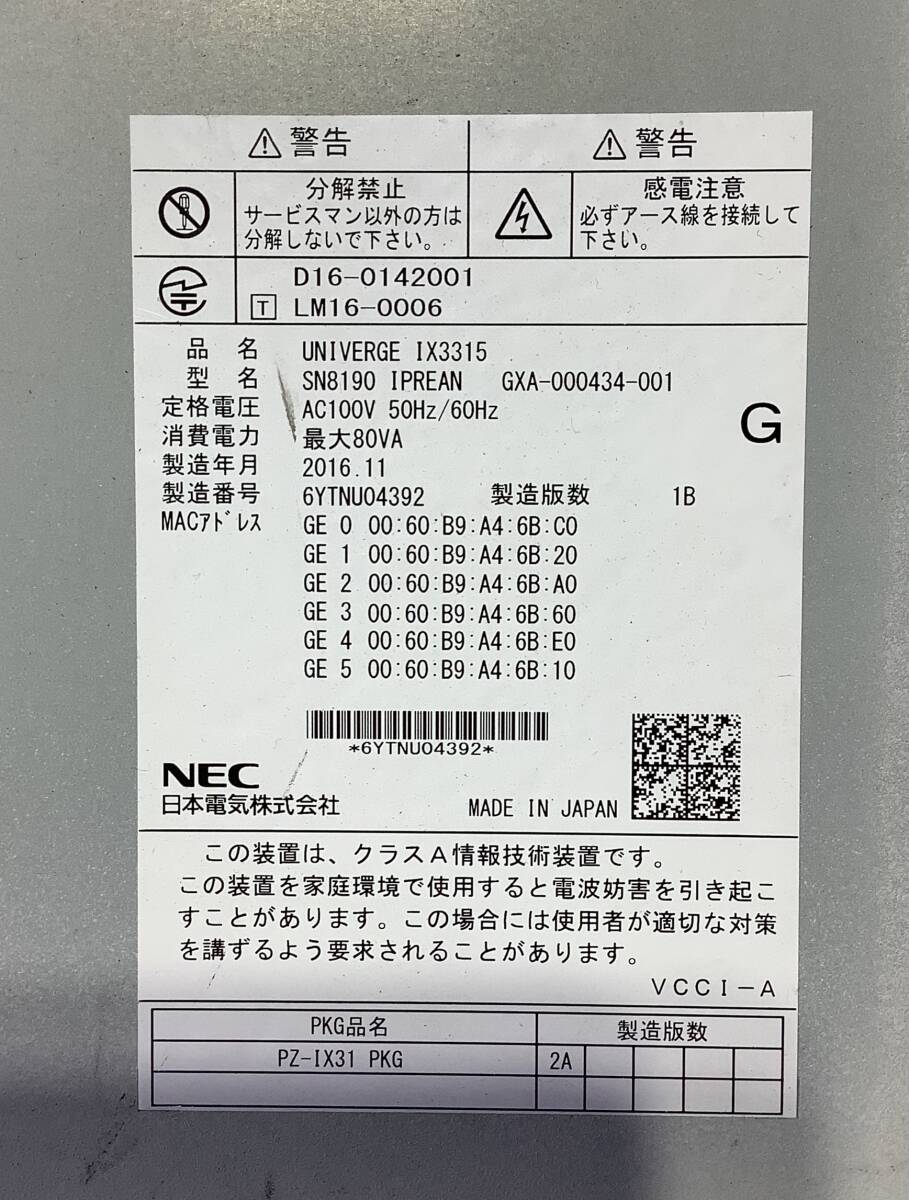 ⚠警告
分解禁止
サービスマン以外の方は
分解しないで下さい。
⚠警告
感電注意
必ずアース線を接続して
下さい。
D16-0142001
T LM16-0006
品 名 UNIVERGE IX3315
型 名 SN8190 IPREAN GXA-000434-001
定格電圧 AC100V 50Hz/60Hz
消費電力 最大80VA
G
製造年月 2016.11
製造番号 6YTNU04392 製造版数 1B
MACｱﾄﾞﾚｽ GE 0 00:60:B9:A4:6B:C0
GE 1 00:60:B9:A4:6B:20
GE 2 00:60:B9:A4:6B:A0
GE 3 00:60:B9:A4:6B:60
GE 4 00:60:B9:A4:6B:E0
GE 5 00:60:B9:A4:6B:10
*6YTNU04392*
NEC
日本電気株式会社 MADE IN JAPAN
この装置は、クラスA情報技術装置です。
この装置を家庭環境で使用すると電波妨害を引き起こ
すことがあります。この場合には使用者が適切な対策
を講ずるよう要求されることがあります。
VCCI-A
PKG品名 製造版数
PZ-IX31 PKG 2A